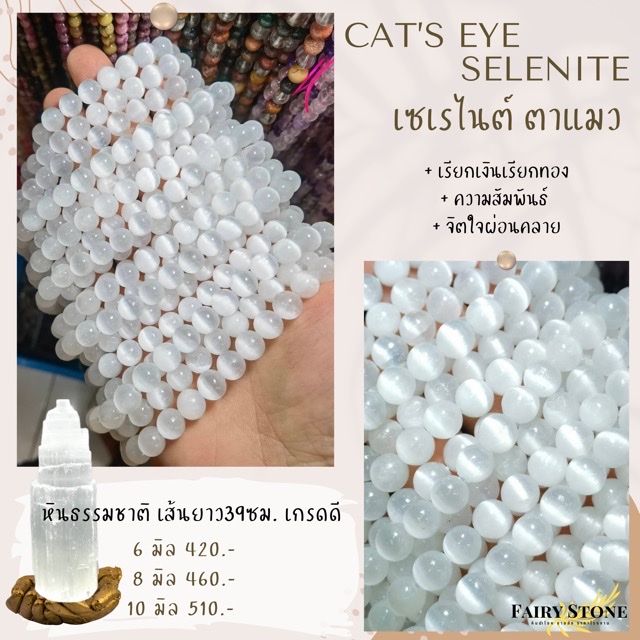 CAT'S EYE
SELENITE
เซเรไนต์ ตาแมว
+ เรียกเงินเรียกทอง
+ ความสัมพันธ์
+ จิตใจผ่อนคลาย
หินธรรมชาติ เส้นยาว39ซม. เกรดดี
6 มิล 420.-
8 มิล 460.-
10 มิล 510.-
FAIRY STONE